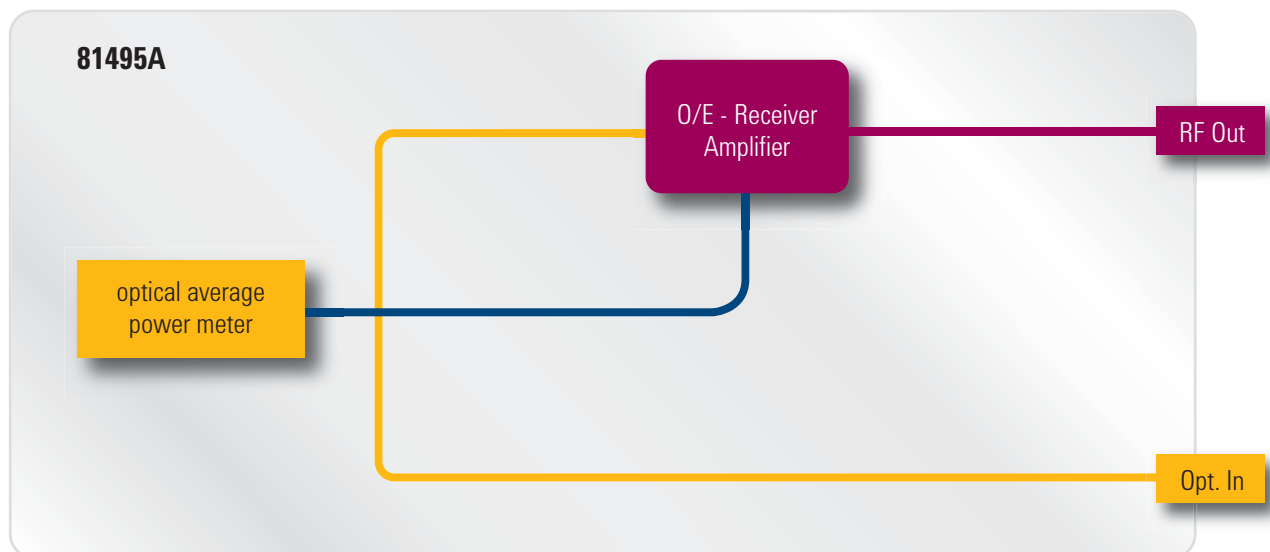 81495A
O/E - Receiver
Amplifier
RF Out
optical average
power meter
Opt. In